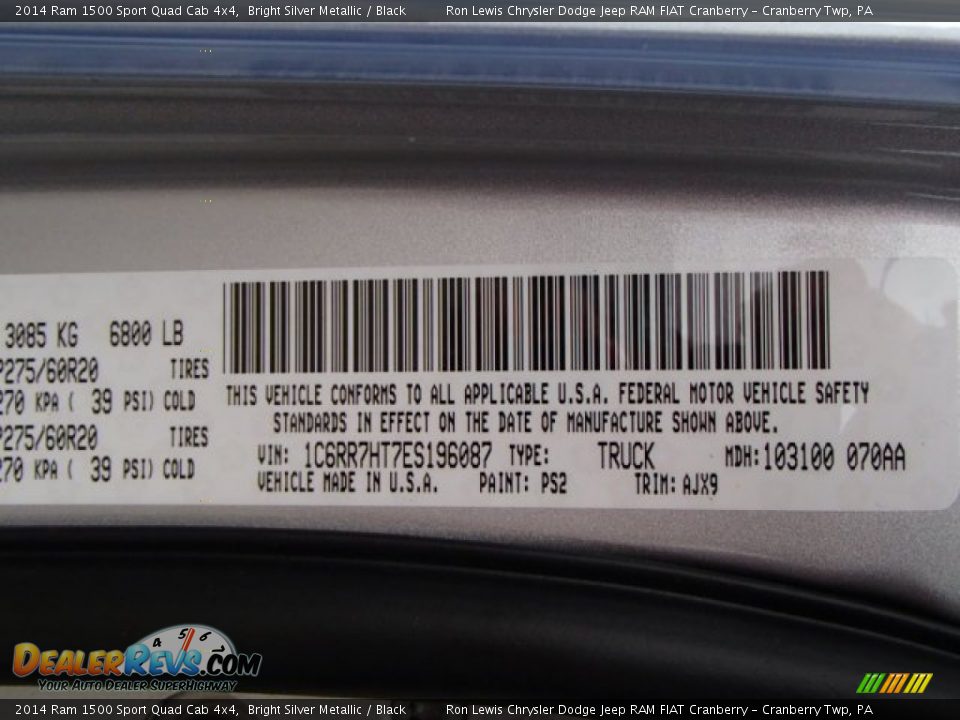 2014 Ram 1500 Sport Quad Cab 4x4, Bright Silver Metallic / Black Ron Lewis Chrysler Dodge Jeep RAM FIAT Cranberry - Cranberry Twp, PA
3085 KG 6800 LB
P275/60R20 TIRES
270 KPA ( 39 PSI) COLD
P275/60R20 TIRES
270 KPA ( 39 PSI) COLD
THIS VEHICLE CONFORMS TO ALL APPLICABLE U.S.A. FEDERAL MOTOR VEHICLE SAFETY
STANDARDS IN EFFECT ON THE DATE OF MANUFACTURE SHOWN ABOVE.
VIN: 1C6RR7HT7ES196087 TYPE: TRUCK MDH: 103100 070AA
VEHICLE MADE IN U.S.A. PAINT: PS2 TRIM: AJX9
4 5 6
DEALERREVS.COM
YOUR AUTO DEALER SUPERHIGHWAY
2014 Ram 1500 Sport Quad Cab 4x4, Bright Silver Metallic / Black Ron Lewis Chrysler Dodge Jeep RAM FIAT Cranberry - Cranberry Twp, PA